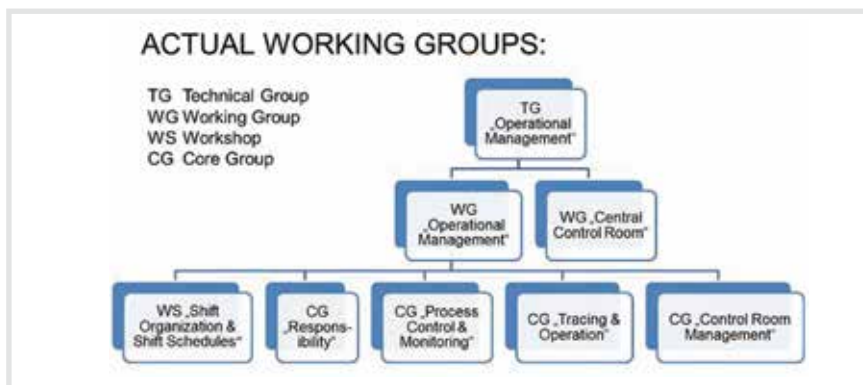 ACTUAL WORKING GROUPS:
TG Technical Group
WG Working Group
WS Workshop
CG Core Group
TG
„Operational
Management“
WG
„Operational
Management“
WG „Central
Control Room“
WS „Shift
Organization &
Shift Schedules“
CG
„Respons-
ibility“
CG „Process
Control &
Monitoring“
CG „Tracing &
Operation“
CG „Control Room
Management“